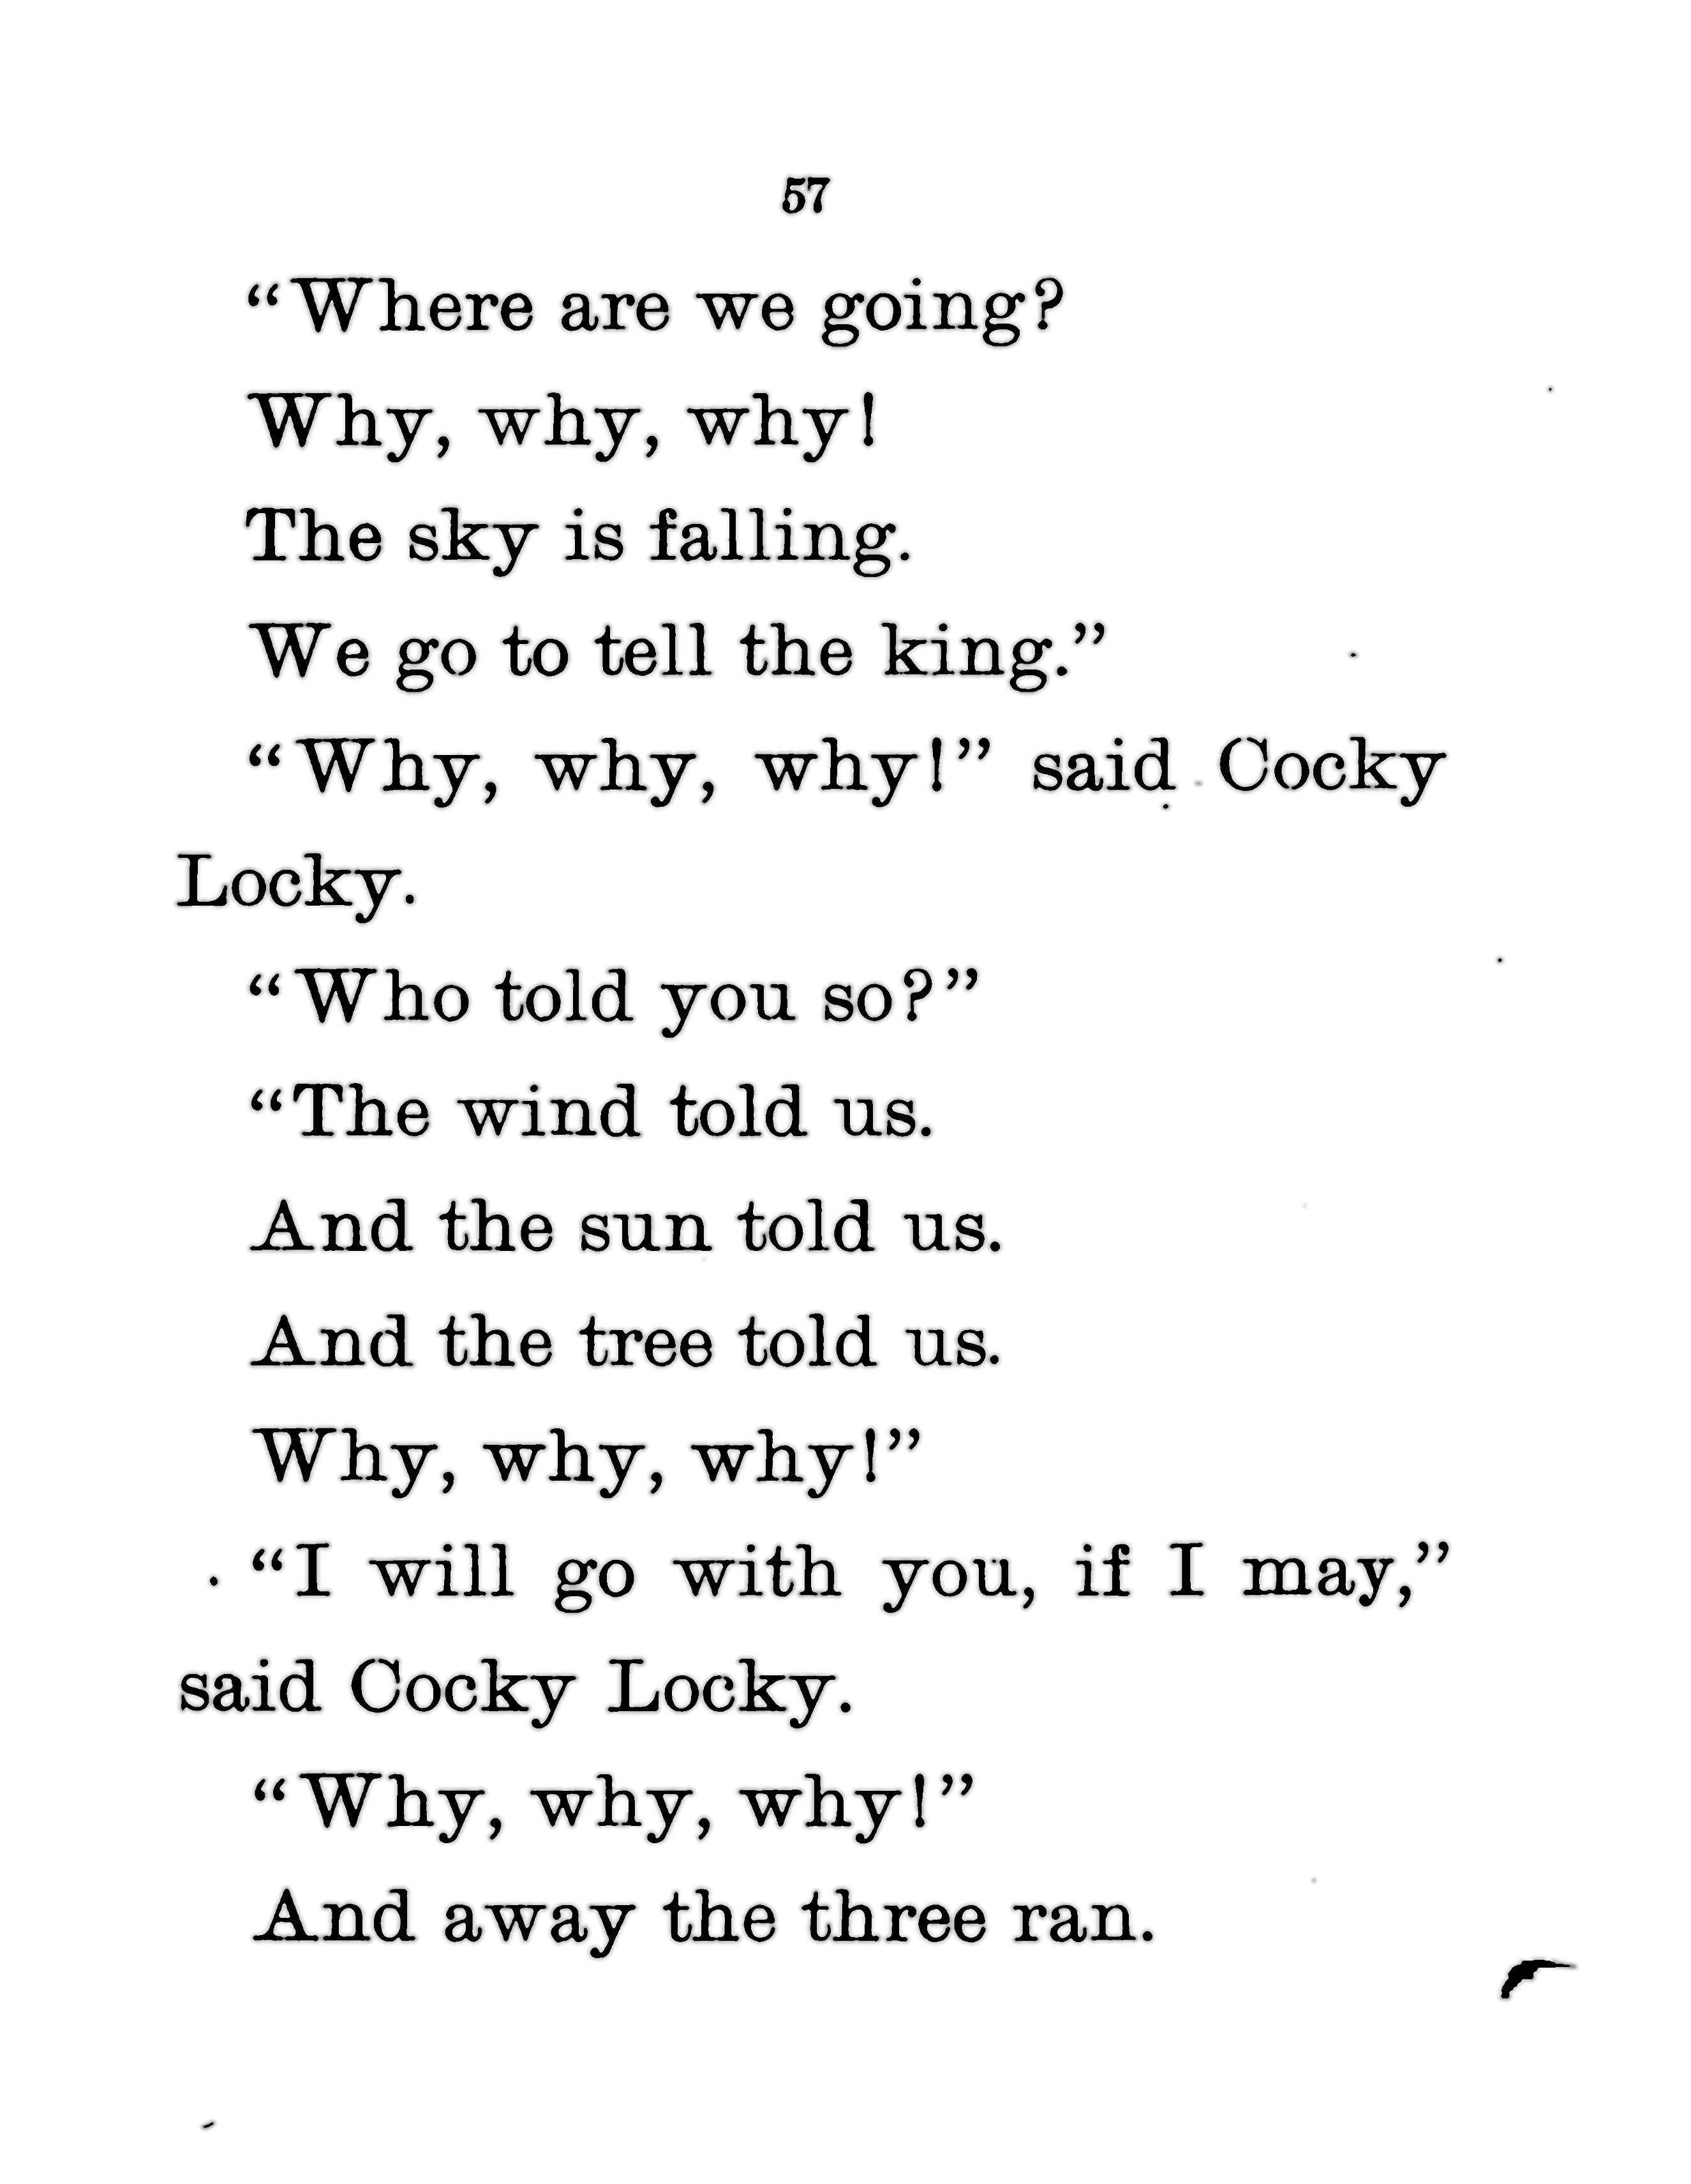 57
“Where are we going?
Why, why, why!
The sky is falling.
We go to tell the king.”
“Why, why, why!” said Cocky
Locky.
“Who told you so?”
“The wind told us.
And the sun told us.
And the tree told us.
Why, why, why!”
“I will go with you, if I may,”
said Cocky Locky.
“Why, why, why!”
And away the three ran.